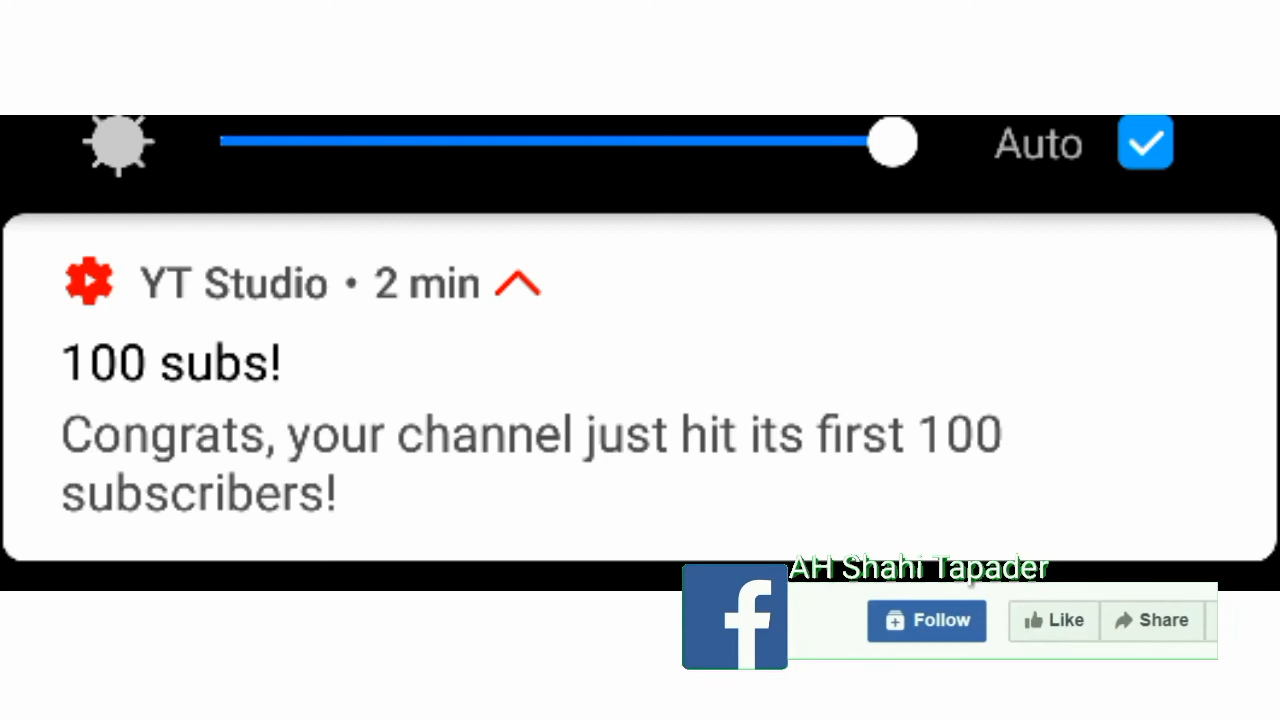 Auto
YT Studio • 2 min
100 subs!
Congrats, your channel just hit its first 100
subscribers!
AH Shahi Tapader
f
Follow
Like
Share